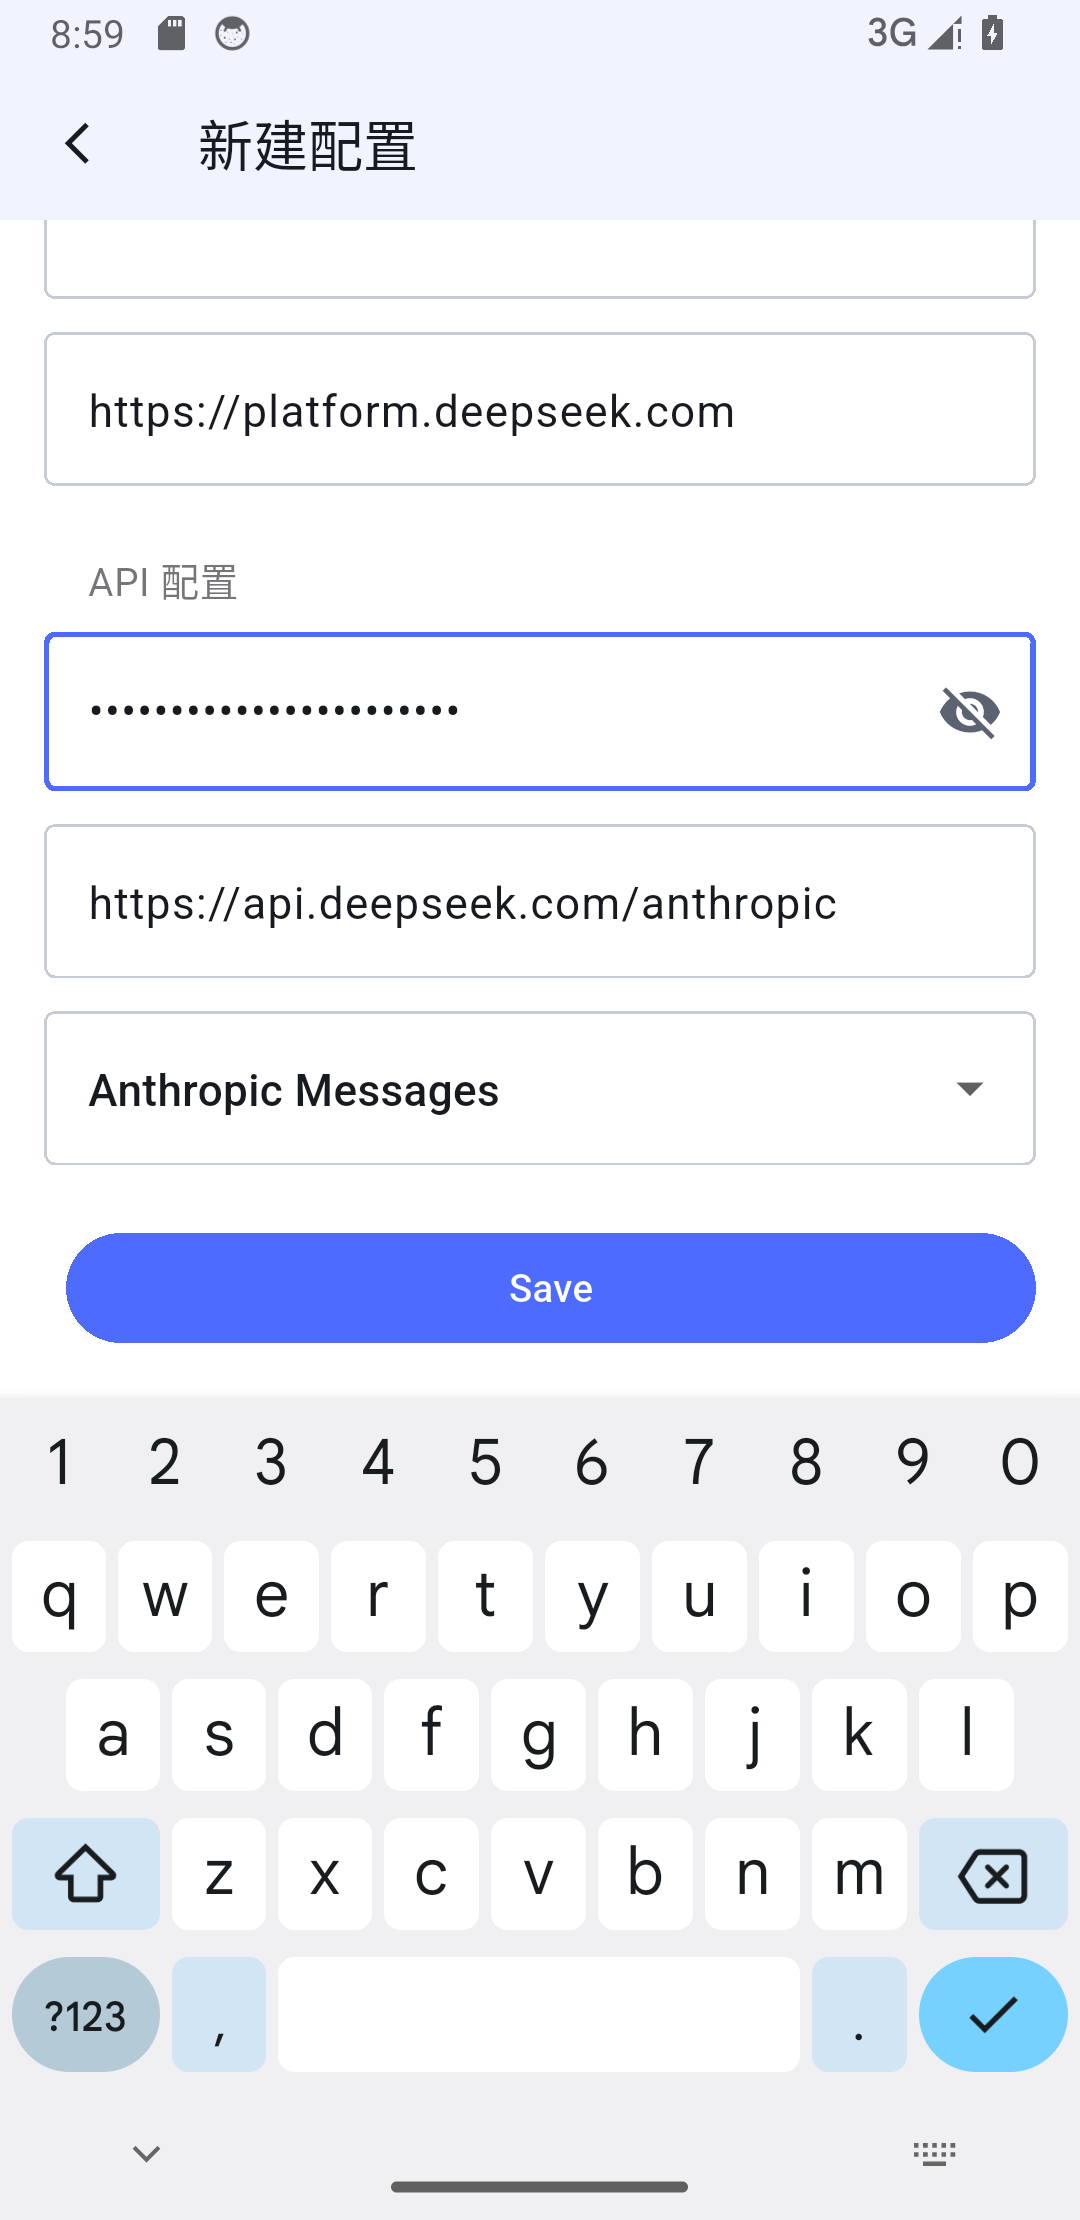 8:59
3G
新建配置
https://platform.deepseek.com
API 配置
•••••••••••••••••••••••
https://api.deepseek.com/anthropic
Anthropic Messages
Save
1 2 3 4 5 6 7 8 9 0
q w e r t y u i o p
a s d f g h j k l
z x c v b n m
?123 , .